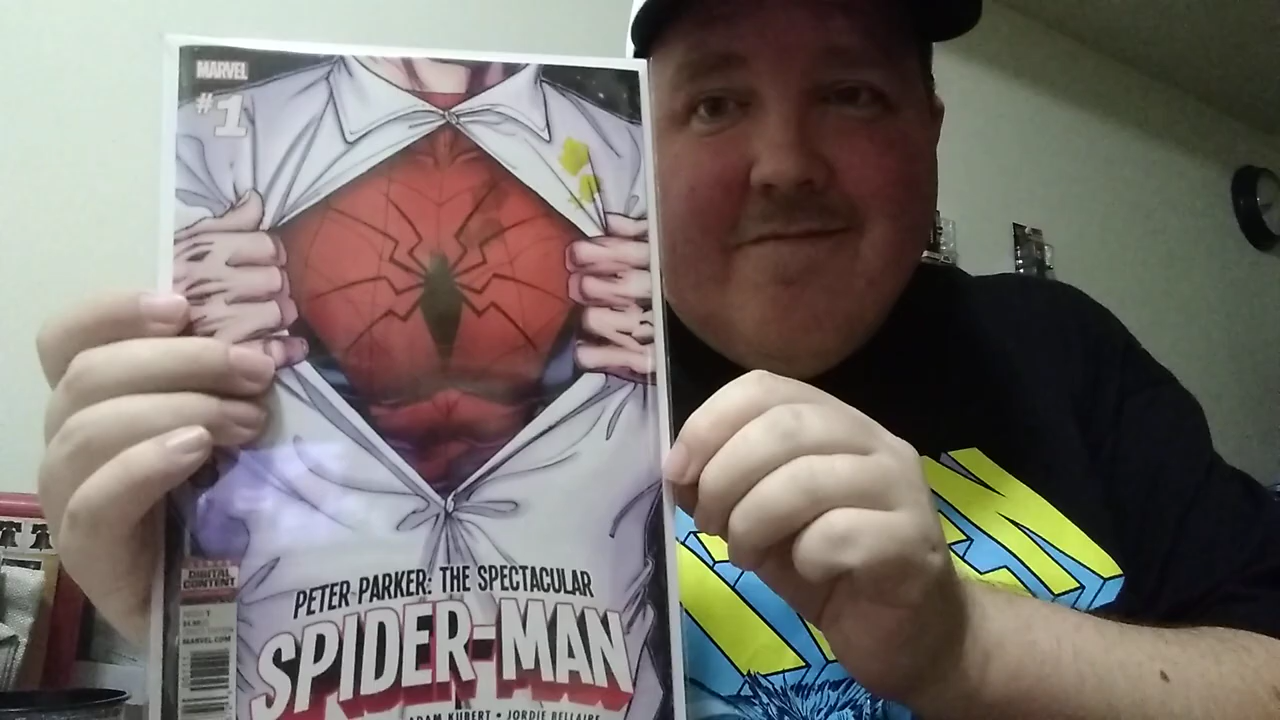 MARVEL
#1
PETER PARKER: THE SPECTACULAR
SPIDER-MAN
ADAM KUBERT • JORDIE BELLAIRE
DIGITAL
CONTENT
MARVEL.COM